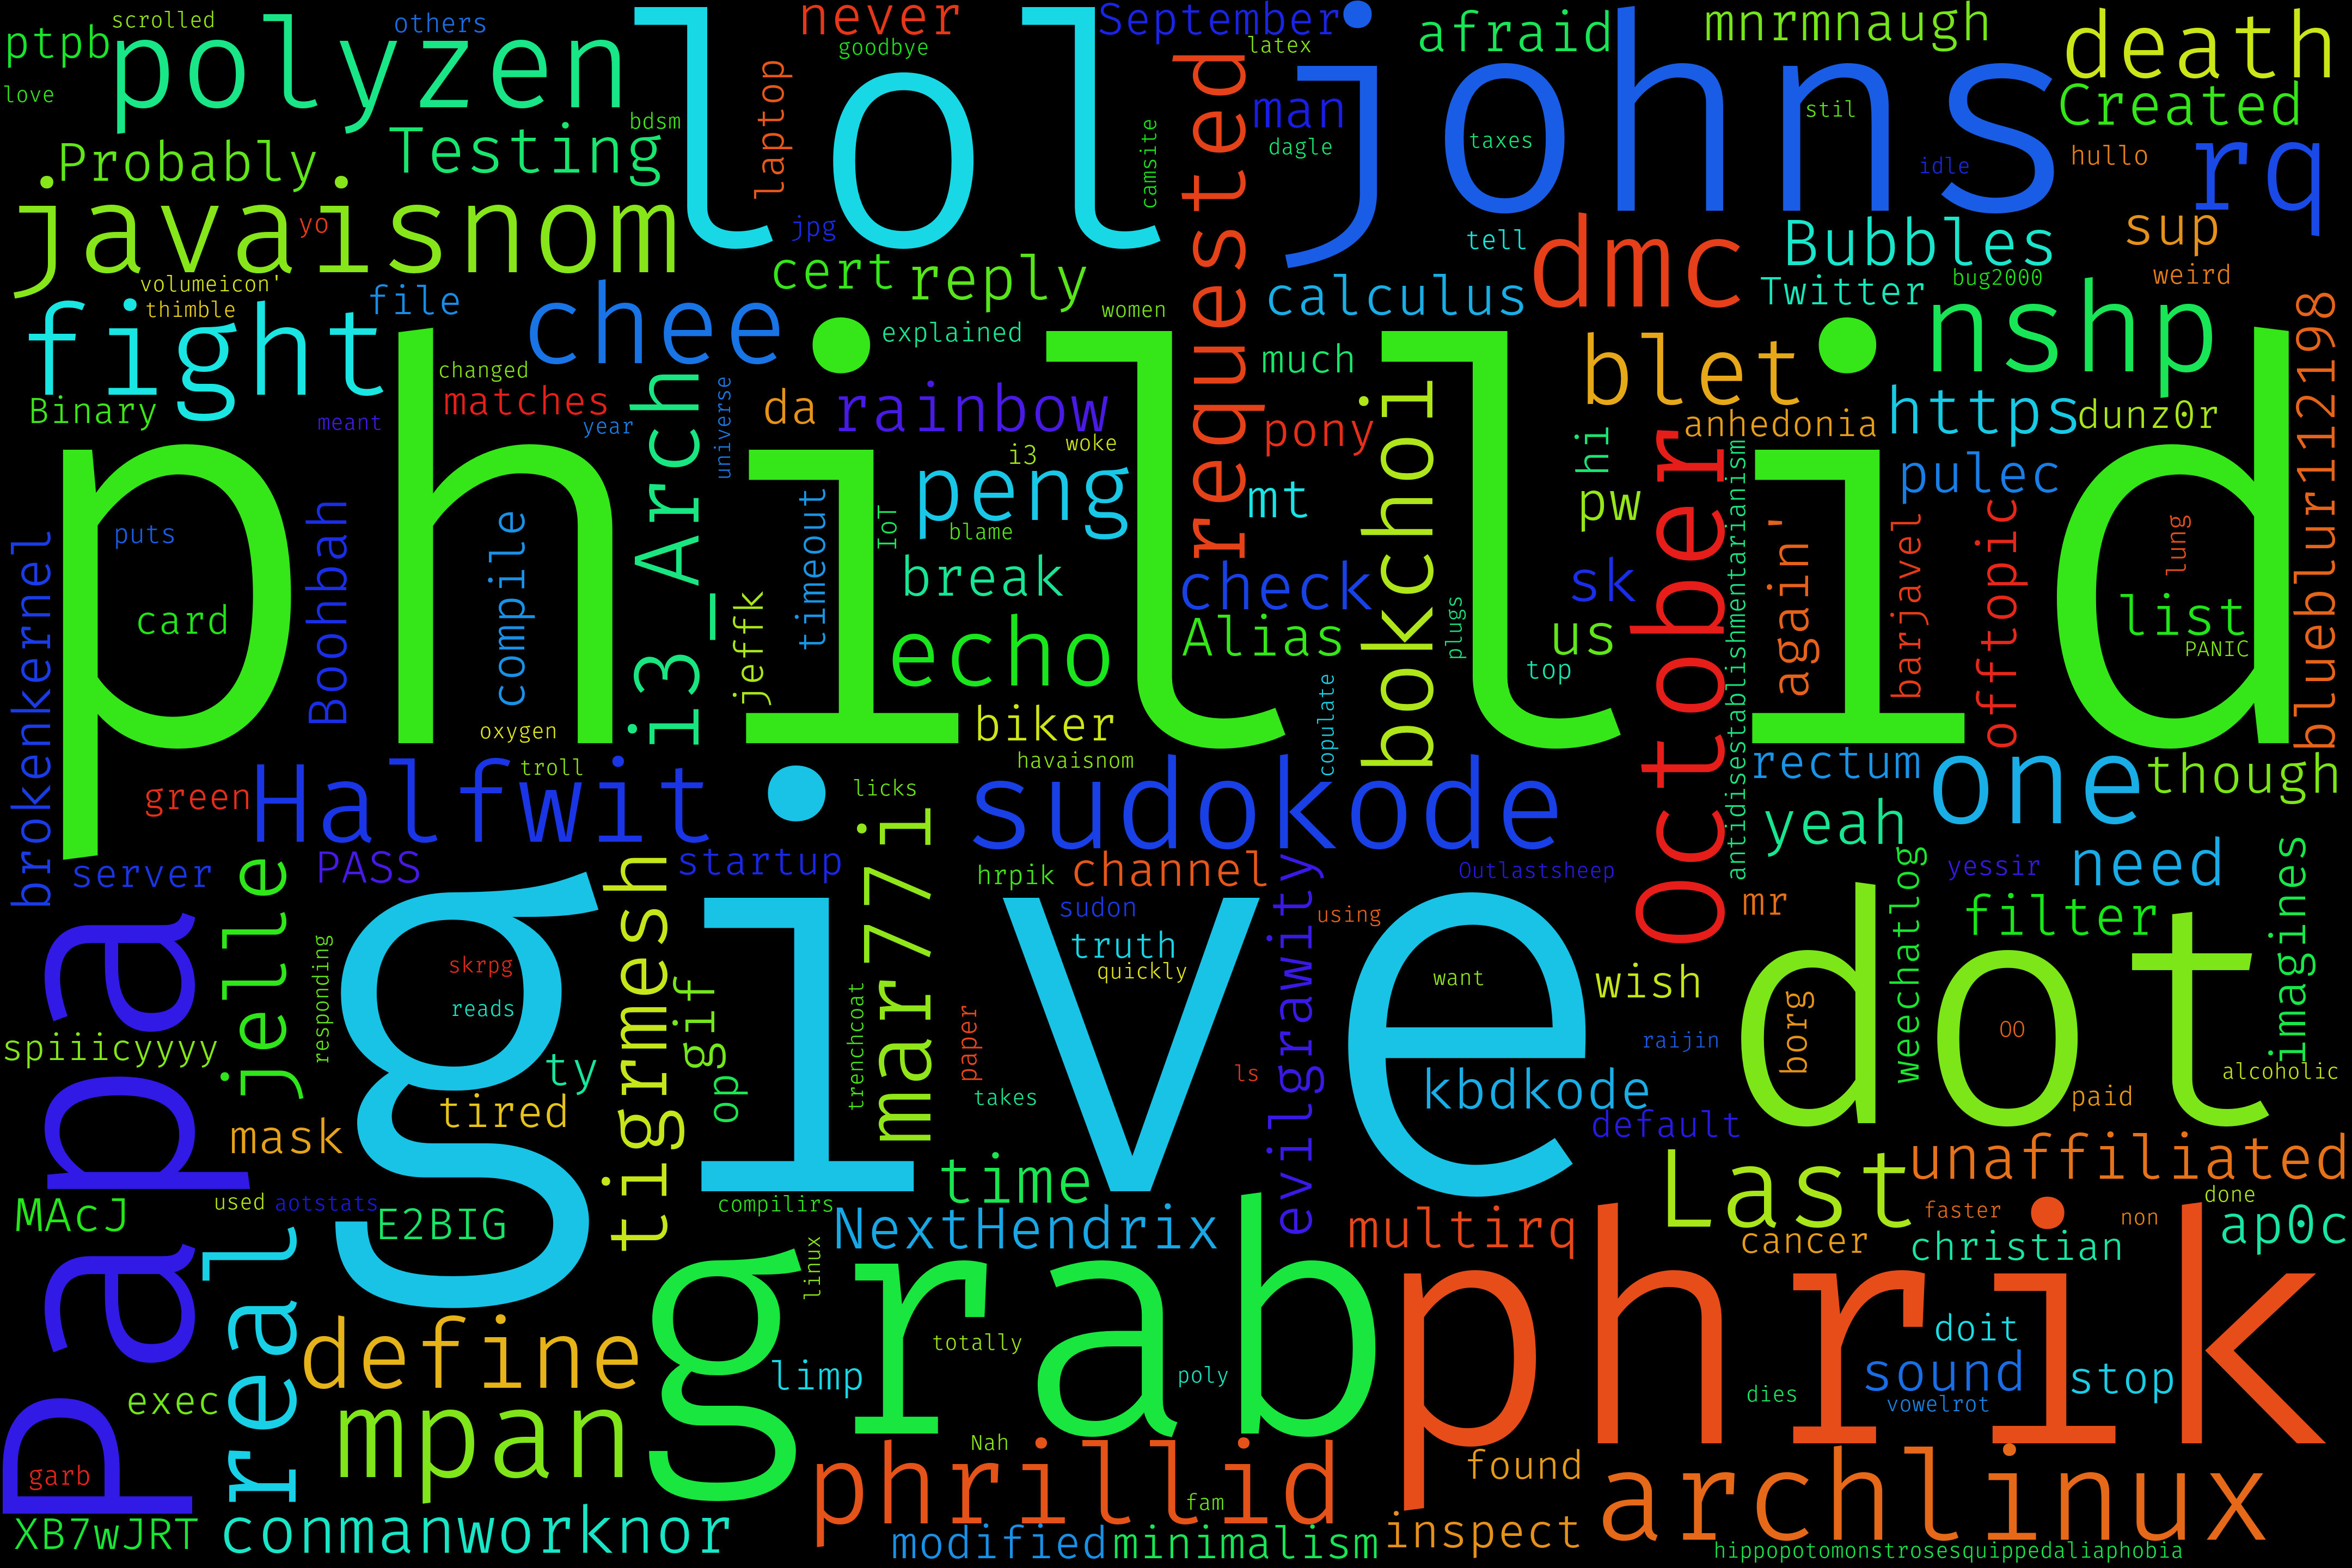 scrolled
others
never
September
mnrmnaugh
death
ptpb
polyzen
lol
goodbye
latex
afraid
johns
love
bdsm
laptop
camsite
requested
man
dagle
taxes
stil
Created
Probably
Testing
idle
hullo
rq
javaisnom
yo
jpg
tell
dmc
Bubbles
sup
volumeicon'
thimble
file
cert
reply
calculus
Twitter
bug2000
weird
fight
chee
explained
women
much
blet
nshp
blueblur112198
changed
matches
Binary
meant
year
i3_Arch
universe
da
rainbow
i3
woke
pony
bokchoi
hi
anhedonia
https
dunz0r
phillid
peng
mt
pw
october
antidisestablishmentarianism
pulec
puts
Boohbah
compile
timeout
IoT
blame
again'
barjavel
offtopic
lung
brokenkernel
card
jeffk
break
check
sk
list
PANIC
echo
Alias
plugs
us
top
oxygen
biker
copulate
troll
havaisnom
rectum
one
though
green
Halfwit
licks
sudokode
yeah
server
PASS
startup
mar77i
hrpik
channel
Outlastsheep
yessir
need
imagines
Papa
jelle
responding
give
tigrmesh
sudon
using
mr
weechatlog
filter
skrpg
truth
quickly
evilgrawity
want
wish
dot
reads
gif
trenchcoat
paper
raijin
borg
OO
spiiicyyyy
ty
op
takes
ls
kbdkode
alcoholic
mask
tired
default
paid
time
Last
unaffiliated
MAcJ
used
aotstats
E2BIG
compilirs
NextHendrix
multirq
cancer
faster
non
done
christian
ap0c
real
linux
grab
phrik
define
totally
limp
poly
doit
exec
mpan
dies
sound
stop
vowelrot
garb
Nah
phrillid
found
archlinux
XB7wJRT
conmanworknor
fam
modified
minimalism
inspect
hippopotomonstrosesquippedaliaphobia